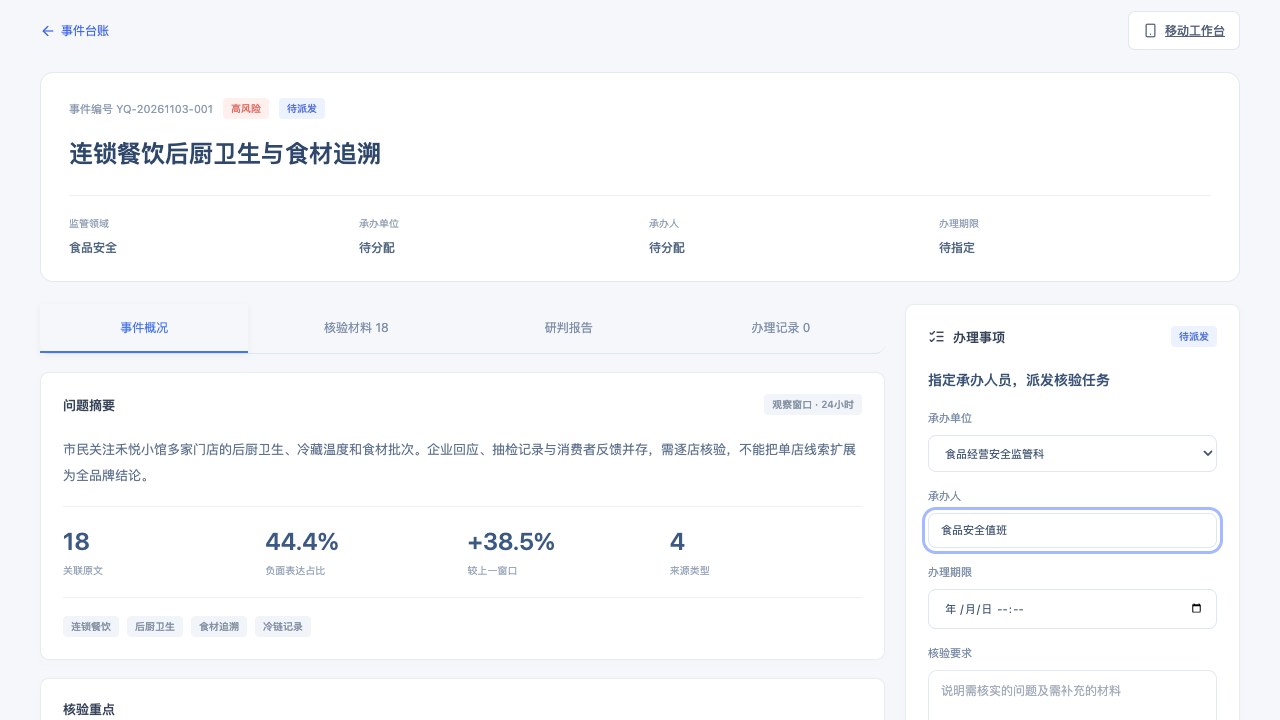 事件台账
移动工作台
事件编号 YQ-20261103-001 高风险 待派发
连锁餐饮后厨卫生与食材追溯
监管领域 承办单位 承办人 办理期限
食品安全 待分配 待分配 待指定
事件概况 核验材料 18 研判报告 办理记录 0
问题摘要 观察窗口 · 24小时
市民关注禾悦小馆多家门店的后厨卫生、冷藏温度和食材批次。企业回应、抽检记录与消费者反馈并存，需逐店核验，不能把单店线索扩展
为全品牌结论。
18 44.4% +38.5% 4
关联原文 负面表达占比 较上一窗口 来源类型
连锁餐饮 后厨卫生 食材追溯 冷链记录
核验重点
办理事项 待派发
指定承办人员，派发核验任务
承办单位
食品经营安全监管科
承办人
食品安全值班
办理期限
年 /月/日 --:--
核验要求
说明需核实的问题及需补充的材料